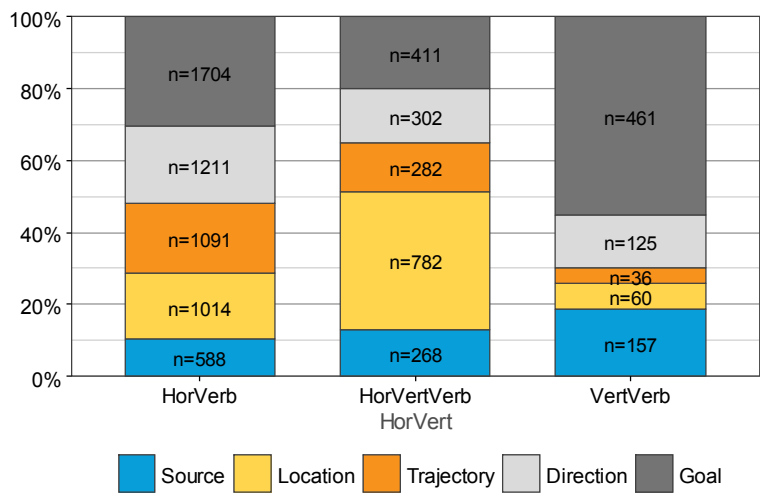 100%
n=1704
n=411
80%
n=302
n=461
60%
n=1211
n=282
40%
n=1091
n=782
n=125
n=36
20%
n=1014
n=60
n=588
n=268
n=157
0%
HorVerb HorVertVerb VertVerb
HorVert
Source Location Trajectory Direction Goal